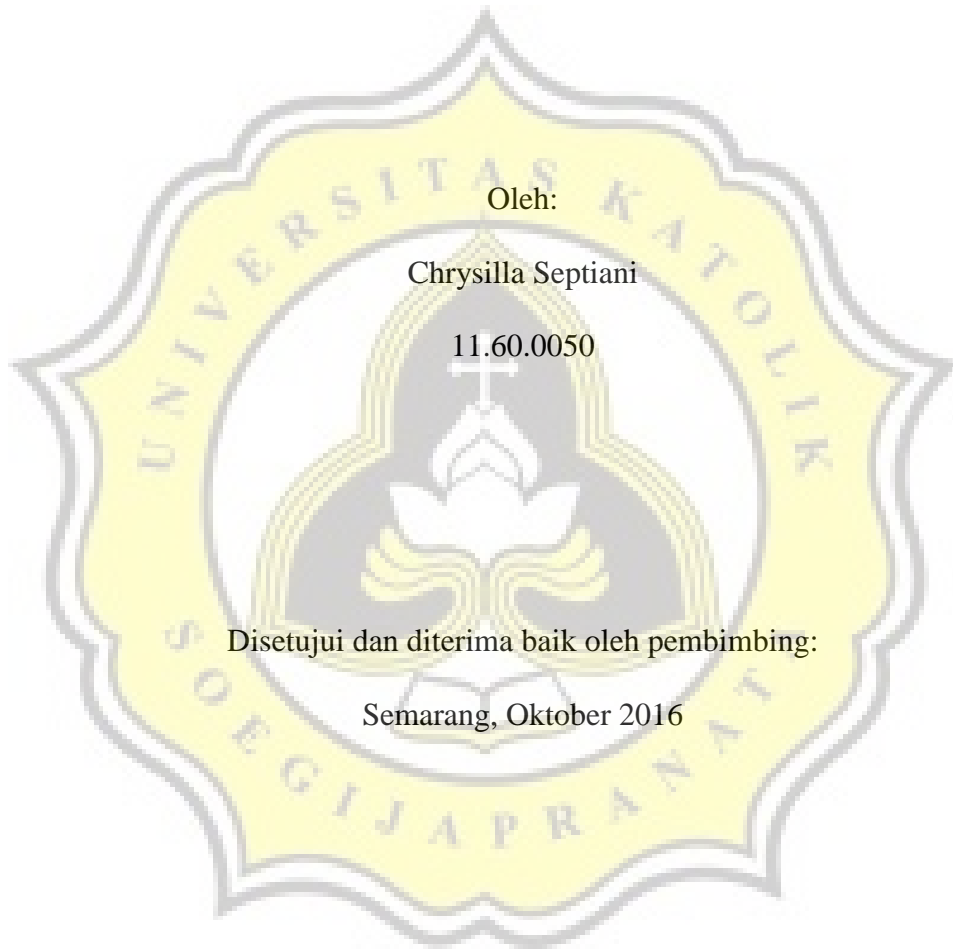 UNIVERSITAS KATOLIK
Oleh:
Chrysilla Septiani
11.60.0050
Disetujui dan diterima baik oleh pembimbing:
Semarang, Oktober 2016
SOEGIJAPRANATA